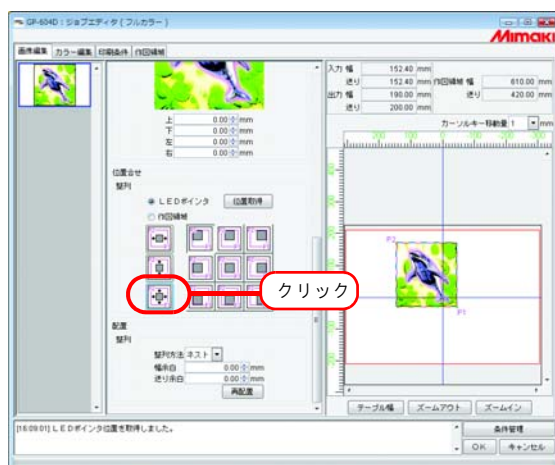 GP-604D：ジョブエディタ(フルカラー)
Mimaki
画像編集 カラー編集 印刷条件 作図領域
上 0.00 mm
下 0.00 mm
左 0.00 mm
右 0.00 mm
位置合せ
整列
LEDポインタ 位置取得
作図領域
クリック
配置
整列
整列方法 ネスト
幅余白 0.00 mm
送り余白 0.00 mm
再配置
入力 幅 152.40 mm
送り 152.40 mm 作図領域 幅 610.00 mm
出力 幅 190.00 mm 送り 420.00 mm
送り 200.00 mm
カーソルキー移動量：1 mm
P2
P1
テーブル幅 ズームアウト ズームイン
[16:09:01] LEDポインタ位置を取得しました。
条件管理
OK キャンセル